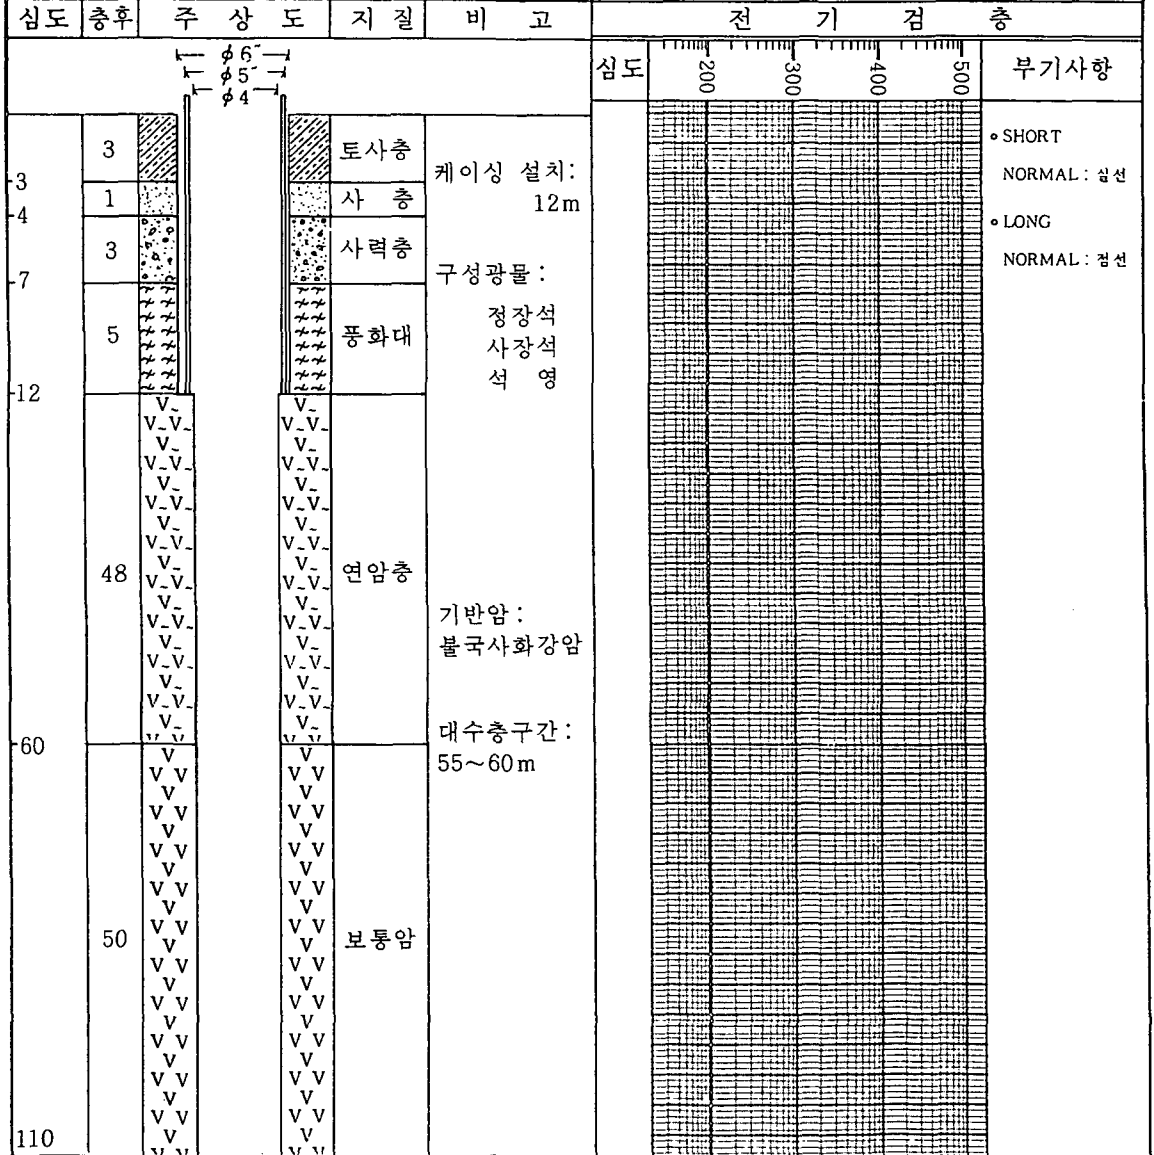 심도 층후 주 상 도 지 질 비 고 전 기 검 층
심도 200 300 400 500 부기사항
ϕ6″
ϕ5″
ϕ4
3 토사층
3
1 사 층
4
3 사력층
7
5 풍화대
12
48 연암층
60
50 보통암
110
케이싱 설치:
12m
구성광물:
정장석
사장석
석 영
기반암:
불국사화강암
대수층구간:
55~60m
∘ SHORT
NORMAL: 실선
∘ LONG
NORMAL: 점선